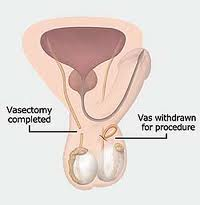 Vasectomy
completed
Vas withdrawn
for procedure